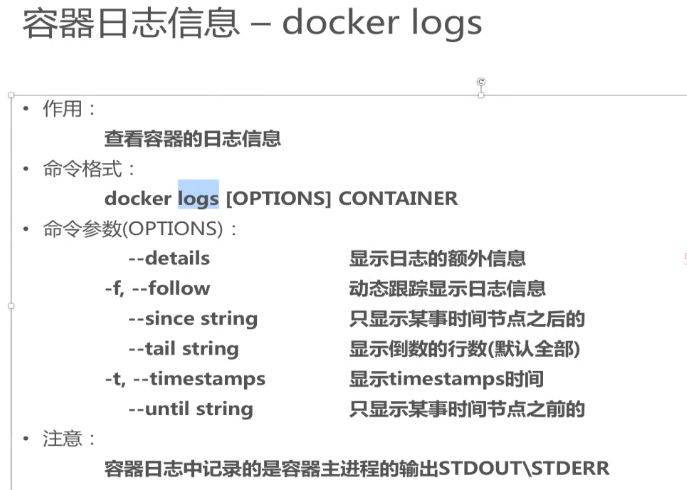 容器日志信息 – docker logs
• 作用：
查看容器的日志信息
• 命令格式：
docker logs [OPTIONS] CONTAINER
• 命令参数(OPTIONS)：
--details 显示日志的额外信息
-f, --follow 动态跟踪显示日志信息
--since string 只显示某事时间节点之后的
--tail string 显示倒数的行数(默认全部)
-t, --timestamps 显示timestamps时间
--until string 只显示某事时间节点之前的
• 注意：
容器日志中记录的是容器主进程的输出STDOUT\STDERR